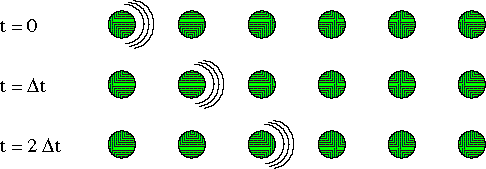 t = 0
t = Δt
t = 2 Δt